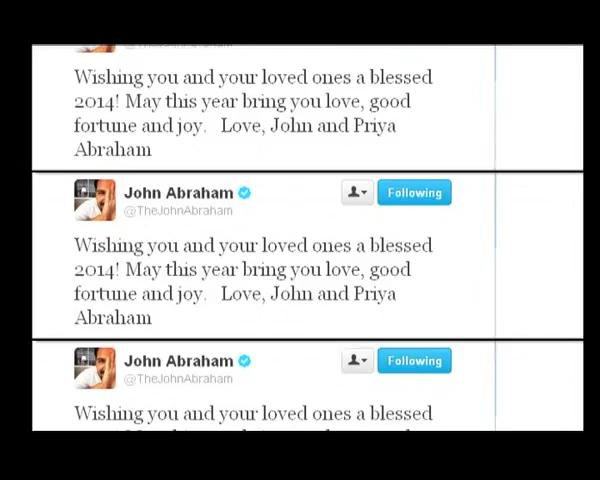 @TheJohnAbraham
Wishing you and your loved ones a blessed
2014! May this year bring you love, good
fortune and joy. Love, John and Priya
Abraham
John Abraham
Following
@TheJohnAbraham
Wishing you and your loved ones a blessed
2014! May this year bring you love, good
fortune and joy. Love, John and Priya
Abraham
John Abraham
Following
@TheJohnAbraham
Wishing you and your loved ones a blessed